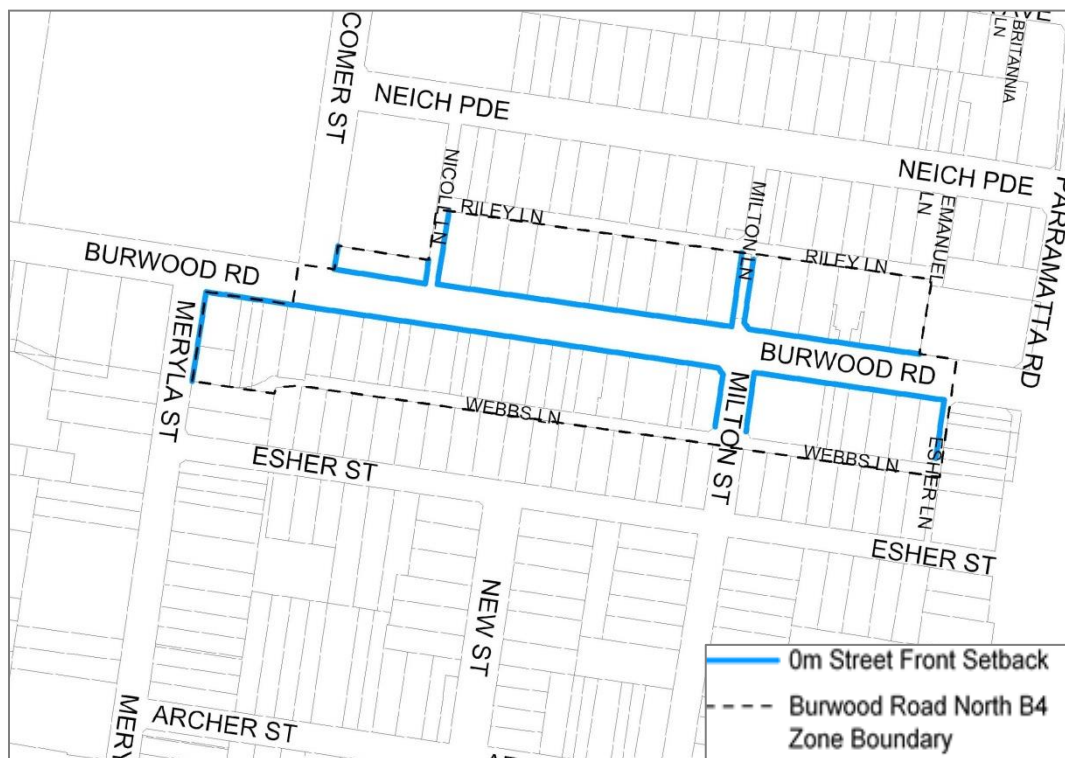 COMER ST
LN
BRITANNIA
NEICH PDE
NEICH PDE
PARRAMATTA RD
NICOLL LN
RILEY LN
MILTON LN
RILEY LN
EMANUEL
LN
BURWOOD RD
MERYLA ST
BURWOOD RD
WEBBS LN
MILTON ST
WEBBS LN
ESHER LN
ESHER ST
ESHER ST
NEW ST
ARCHER ST
MERY
0m Street Front Setback
Burwood Road North B4
Zone Boundary